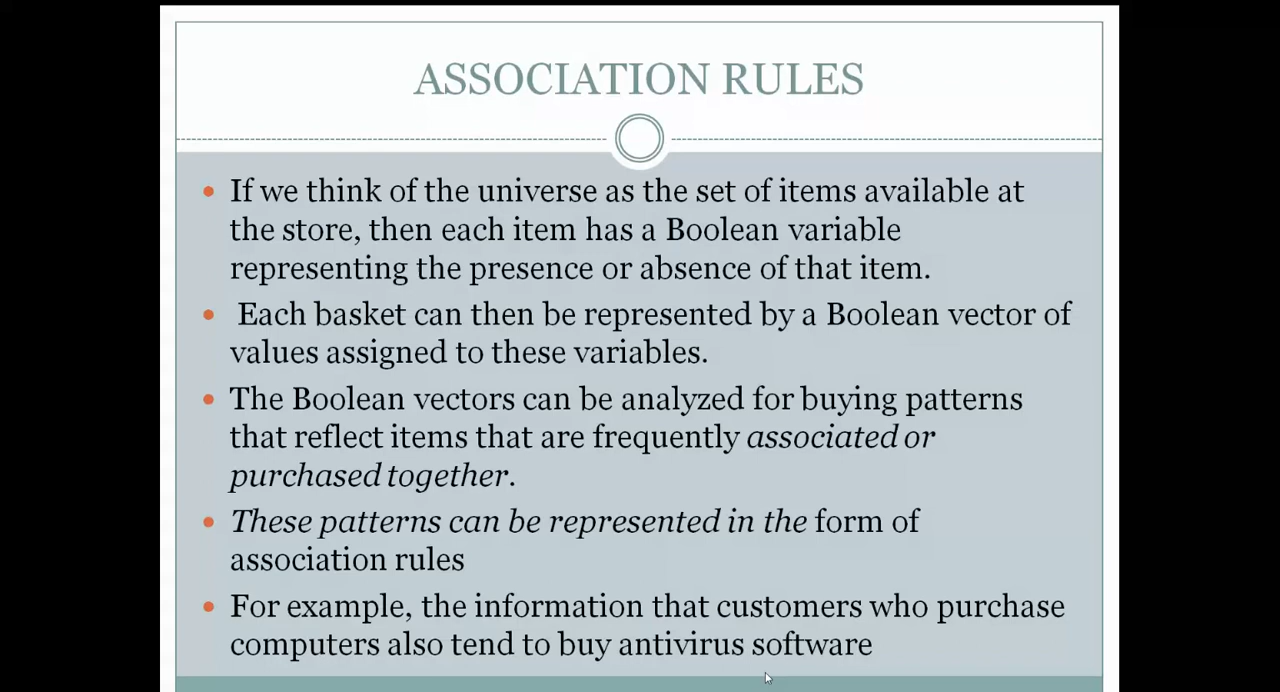 ASSOCIATION RULES
• If we think of the universe as the set of items available at
the store, then each item has a Boolean variable
representing the presence or absence of that item.
• Each basket can then be represented by a Boolean vector of
values assigned to these variables.
• The Boolean vectors can be analyzed for buying patterns
that reflect items that are frequently associated or
purchased together.
• These patterns can be represented in the form of
association rules
• For example, the information that customers who purchase
computers also tend to buy antivirus software